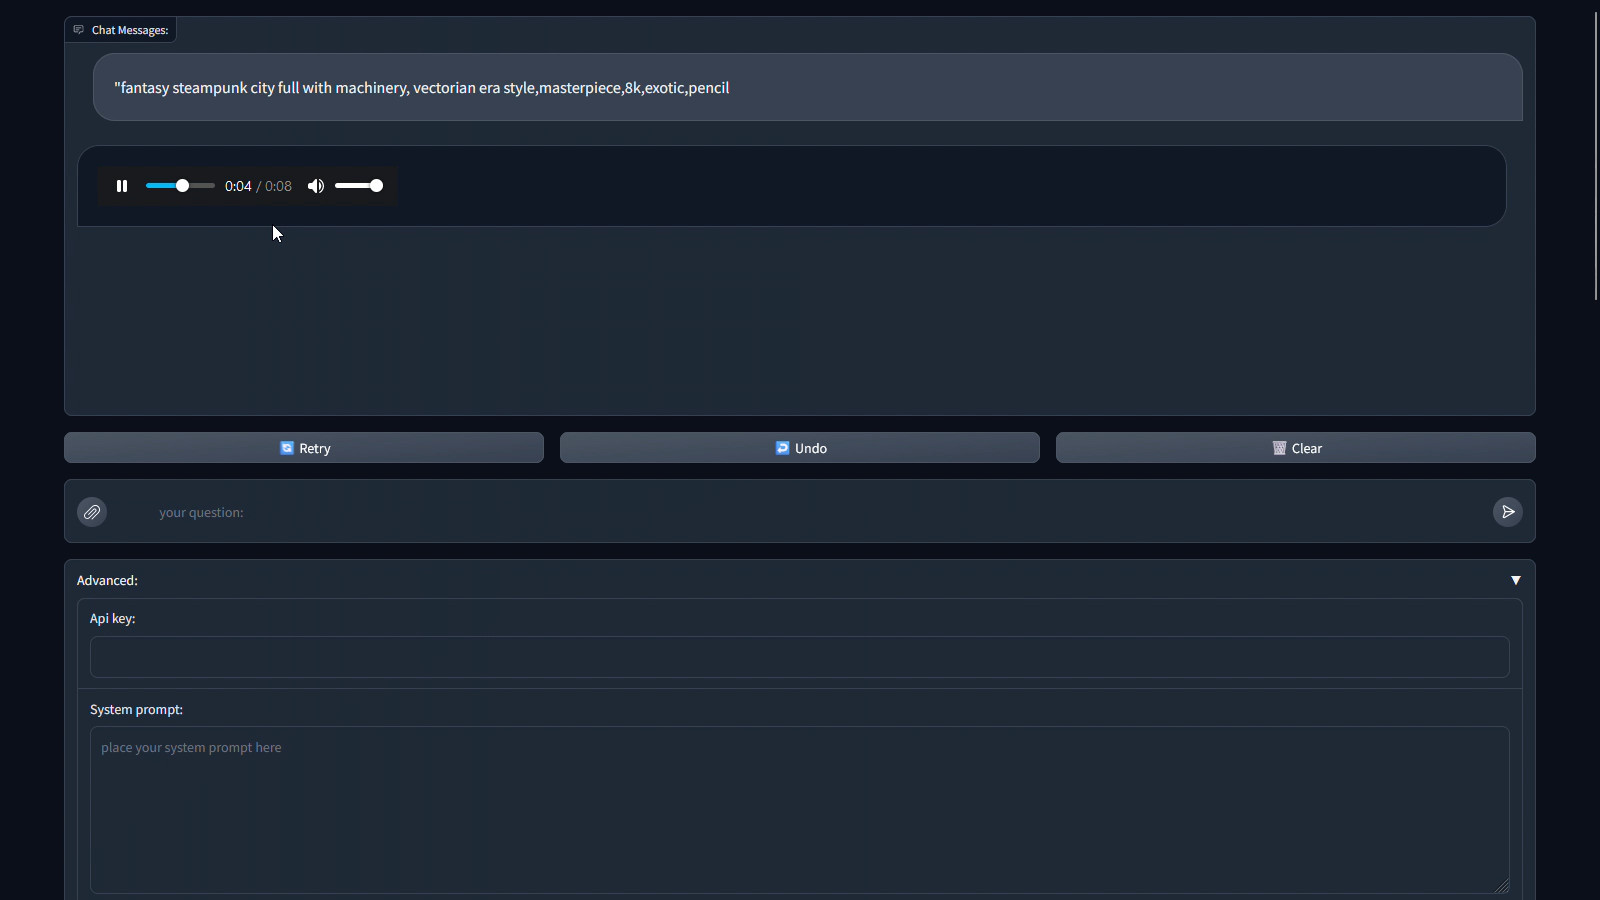 Chat Messages:
"fantasy steampunk city full with machinery, vectorian era style,masterpiece,8k,exotic,pencil
0:04 / 0:08
Retry
Undo
Clear
your question:
Advanced:
Api key:
System prompt:
place your system prompt here